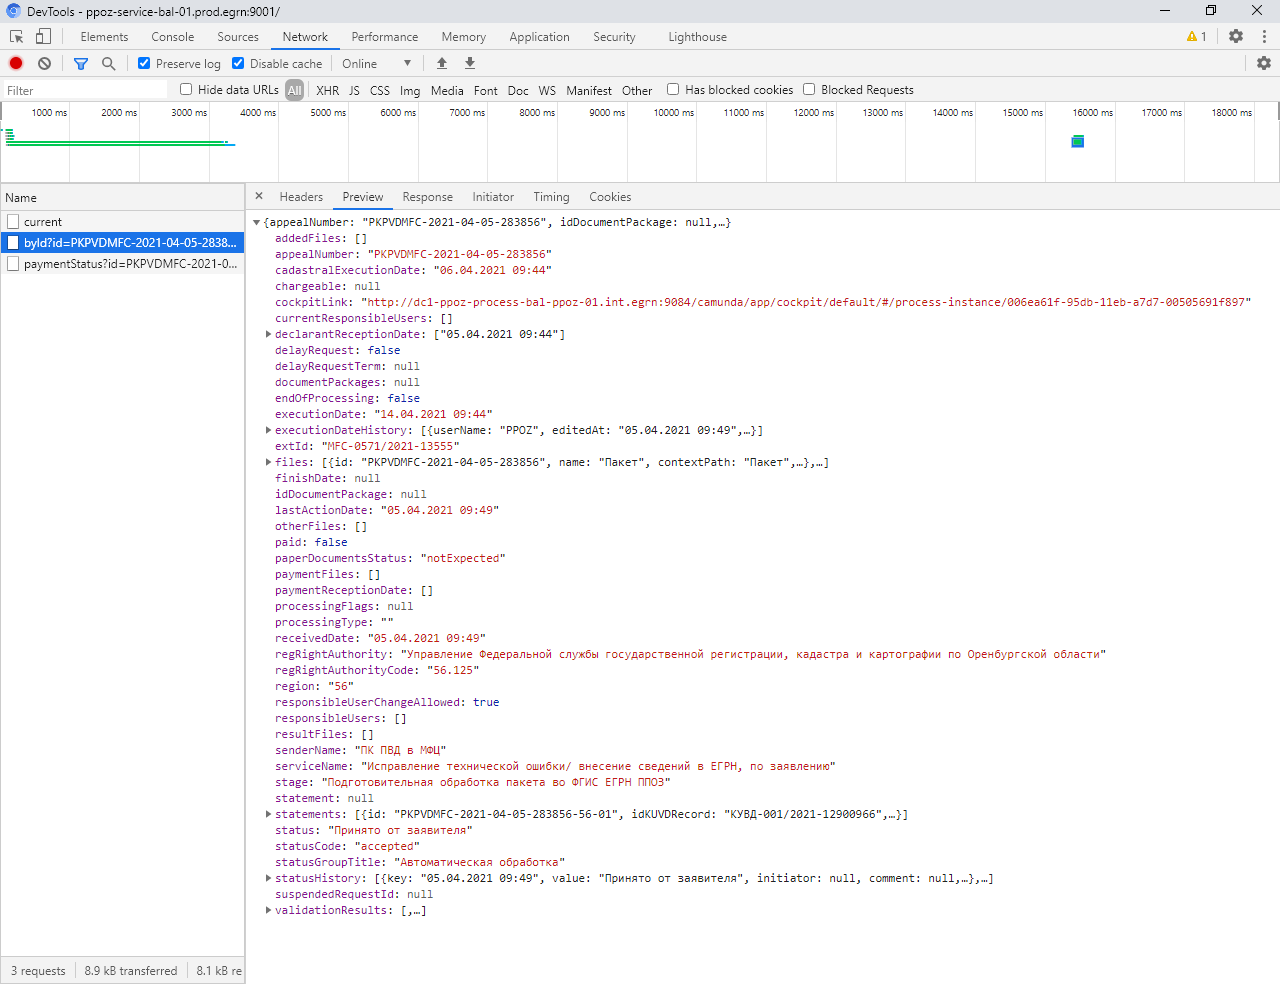 DevTools - ppoz-service-bal-01.prod.egrn:9001/
Elements Console Sources Network Performance Memory Application Security Lighthouse 1
Preserve log Disable cache Online
Filter Hide data URLs All XHR JS CSS Img Media Font Doc WS Manifest Other Has blocked cookies Blocked Requests
1000 ms 2000 ms 3000 ms 4000 ms 5000 ms 6000 ms 7000 ms 8000 ms 9000 ms 10000 ms 11000 ms 12000 ms 13000 ms 14000 ms 15000 ms 16000 ms 17000 ms 18000 ms
Name
current
byId?id=PKPVDMFC-2021-04-05-2838...
paymentStatus?id=PKPVDMFC-2021-0...
Headers Preview Response Initiator Timing Cookies
{appealNumber: "PKPVDMFC-2021-04-05-283856", idDocumentPackage: null,…}
addedFiles: []
appealNumber: "PKPVDMFC-2021-04-05-283856"
cadastralExecutionDate: "06.04.2021 09:44"
chargeable: null
cockpitLink: "http://dc1-ppoz-process-bal-ppoz-01.int.egrn:9084/camunda/app/cockpit/default/#/process-instance/006ea61f-95db-11eb-a7d7-00505691f897"
currentResponsibleUsers: []
declarantReceptionDate: ["05.04.2021 09:44"]
delayRequest: false
delayRequestTerm: null
documentPackages: null
endOfProcessing: false
executionDate: "14.04.2021 09:44"
executionDateHistory: [{userName: "PPOZ", editedAt: "05.04.2021 09:49",…}]
extId: "MFC-0571/2021-13555"
files: [{id: "PKPVDMFC-2021-04-05-283856", name: "Пакет", contextPath: "Пакет",…},…]
finishDate: null
idDocumentPackage: null
lastActionDate: "05.04.2021 09:49"
otherFiles: []
paid: false
paperDocumentsStatus: "notExpected"
paymentFiles: []
paymentReceptionDate: []
processingFlags: null
processingType: ""
receivedDate: "05.04.2021 09:49"
regRightAuthority: "Управление Федеральной службы государственной регистрации, кадастра и картографии по Оренбургской области"
regRightAuthorityCode: "56.125"
region: "56"
responsibleUserChangeAllowed: true
responsibleUsers: []
resultFiles: []
senderName: "ПК ПВД в МФЦ"
serviceName: "Исправление технической ошибки/ внесение сведений в ЕГРН, по заявлению"
stage: "Подготовительная обработка пакета во ФГИС ЕГРН ППОЗ"
statement: null
statements: [{id: "PKPVDMFC-2021-04-05-283856-56-01", idKUVDRecord: "КУВД-001/2021-12900966",…}]
status: "Принято от заявителя"
statusCode: "accepted"
statusGroupTitle: "Автоматическая обработка"
statusHistory: [{key: "05.04.2021 09:49", value: "Принято от заявителя", initiator: null, comment: null,…},…]
suspendedRequestId: null
validationResults: [,…]
3 requests 8.9 kB transferred 8.1 kB re